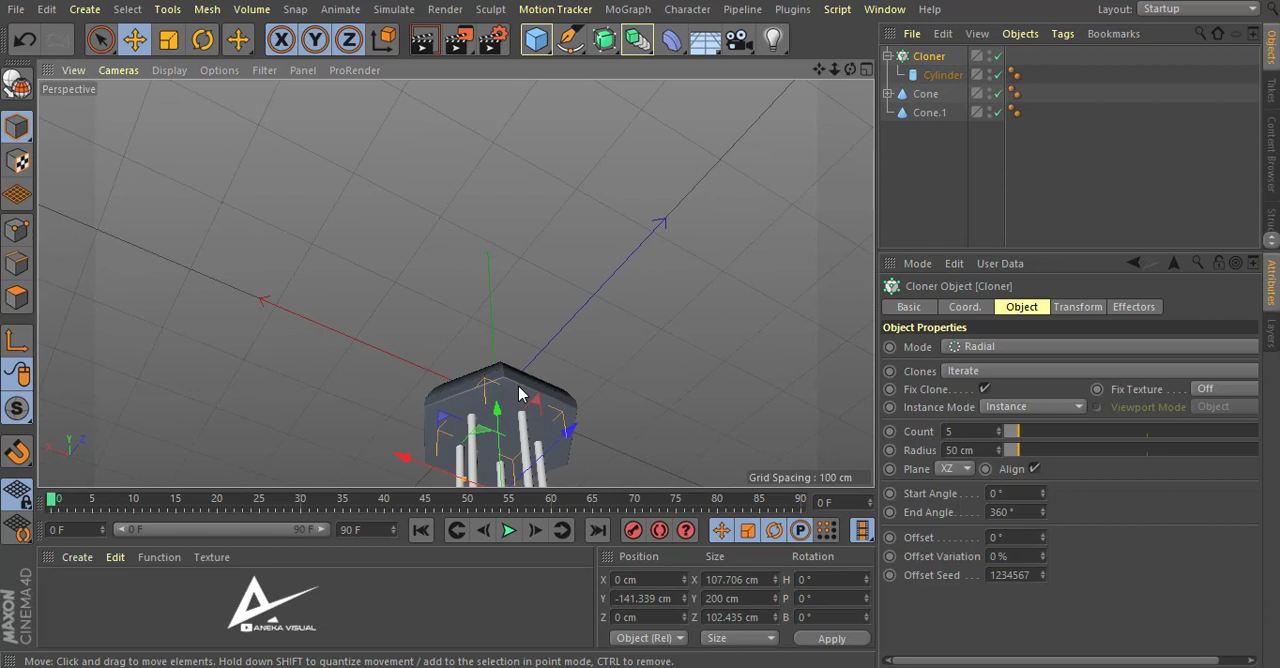 File Edit Create Select Tools Mesh Volume Snap Animate Simulate Render Sculpt Motion Tracker MoGraph Character Pipeline Plugins Script Window Help Layout: Startup
View Cameras Display Options Filter Panel ProRender
Perspective
Grid Spacing : 100 cm
0 5 10 15 20 25 30 35 40 45 50 55 60 65 70 75 80 85 90 0 F
0 F 0 F 90 F 90 F
Create Edit Function Texture
ANEKA VISUAL
MAXON
CINEMA 4D
Position Size Rotation
X 0 cm X 107.706 cm H 0 °
Y -141.339 cm Y 200 cm P 0 °
Z 0 cm Z 102.435 cm B 0 °
Object (Rel) Size Apply
Move: Click and drag to move elements. Hold down SHIFT to quantize movement / add to the selection in point mode, CTRL to remove.
File Edit View Objects Tags Bookmarks
Cloner
Cylinder
Cone
Cone.1
Mode Edit User Data
Cloner Object [Cloner]
Basic Coord. Object Transform Effectors
Object Properties
Mode Radial
Clones Iterate
Fix Clone Fix Texture Off
Instance Mode Instance Viewport Mode Object
Count 5
Radius 50 cm
Plane XZ Align
Start Angle 0 °
End Angle 360 °
Offset 0 °
Offset Variation 0 %
Offset Seed 1234567
Objects
Takes
Content Browser
Attributes
Layers